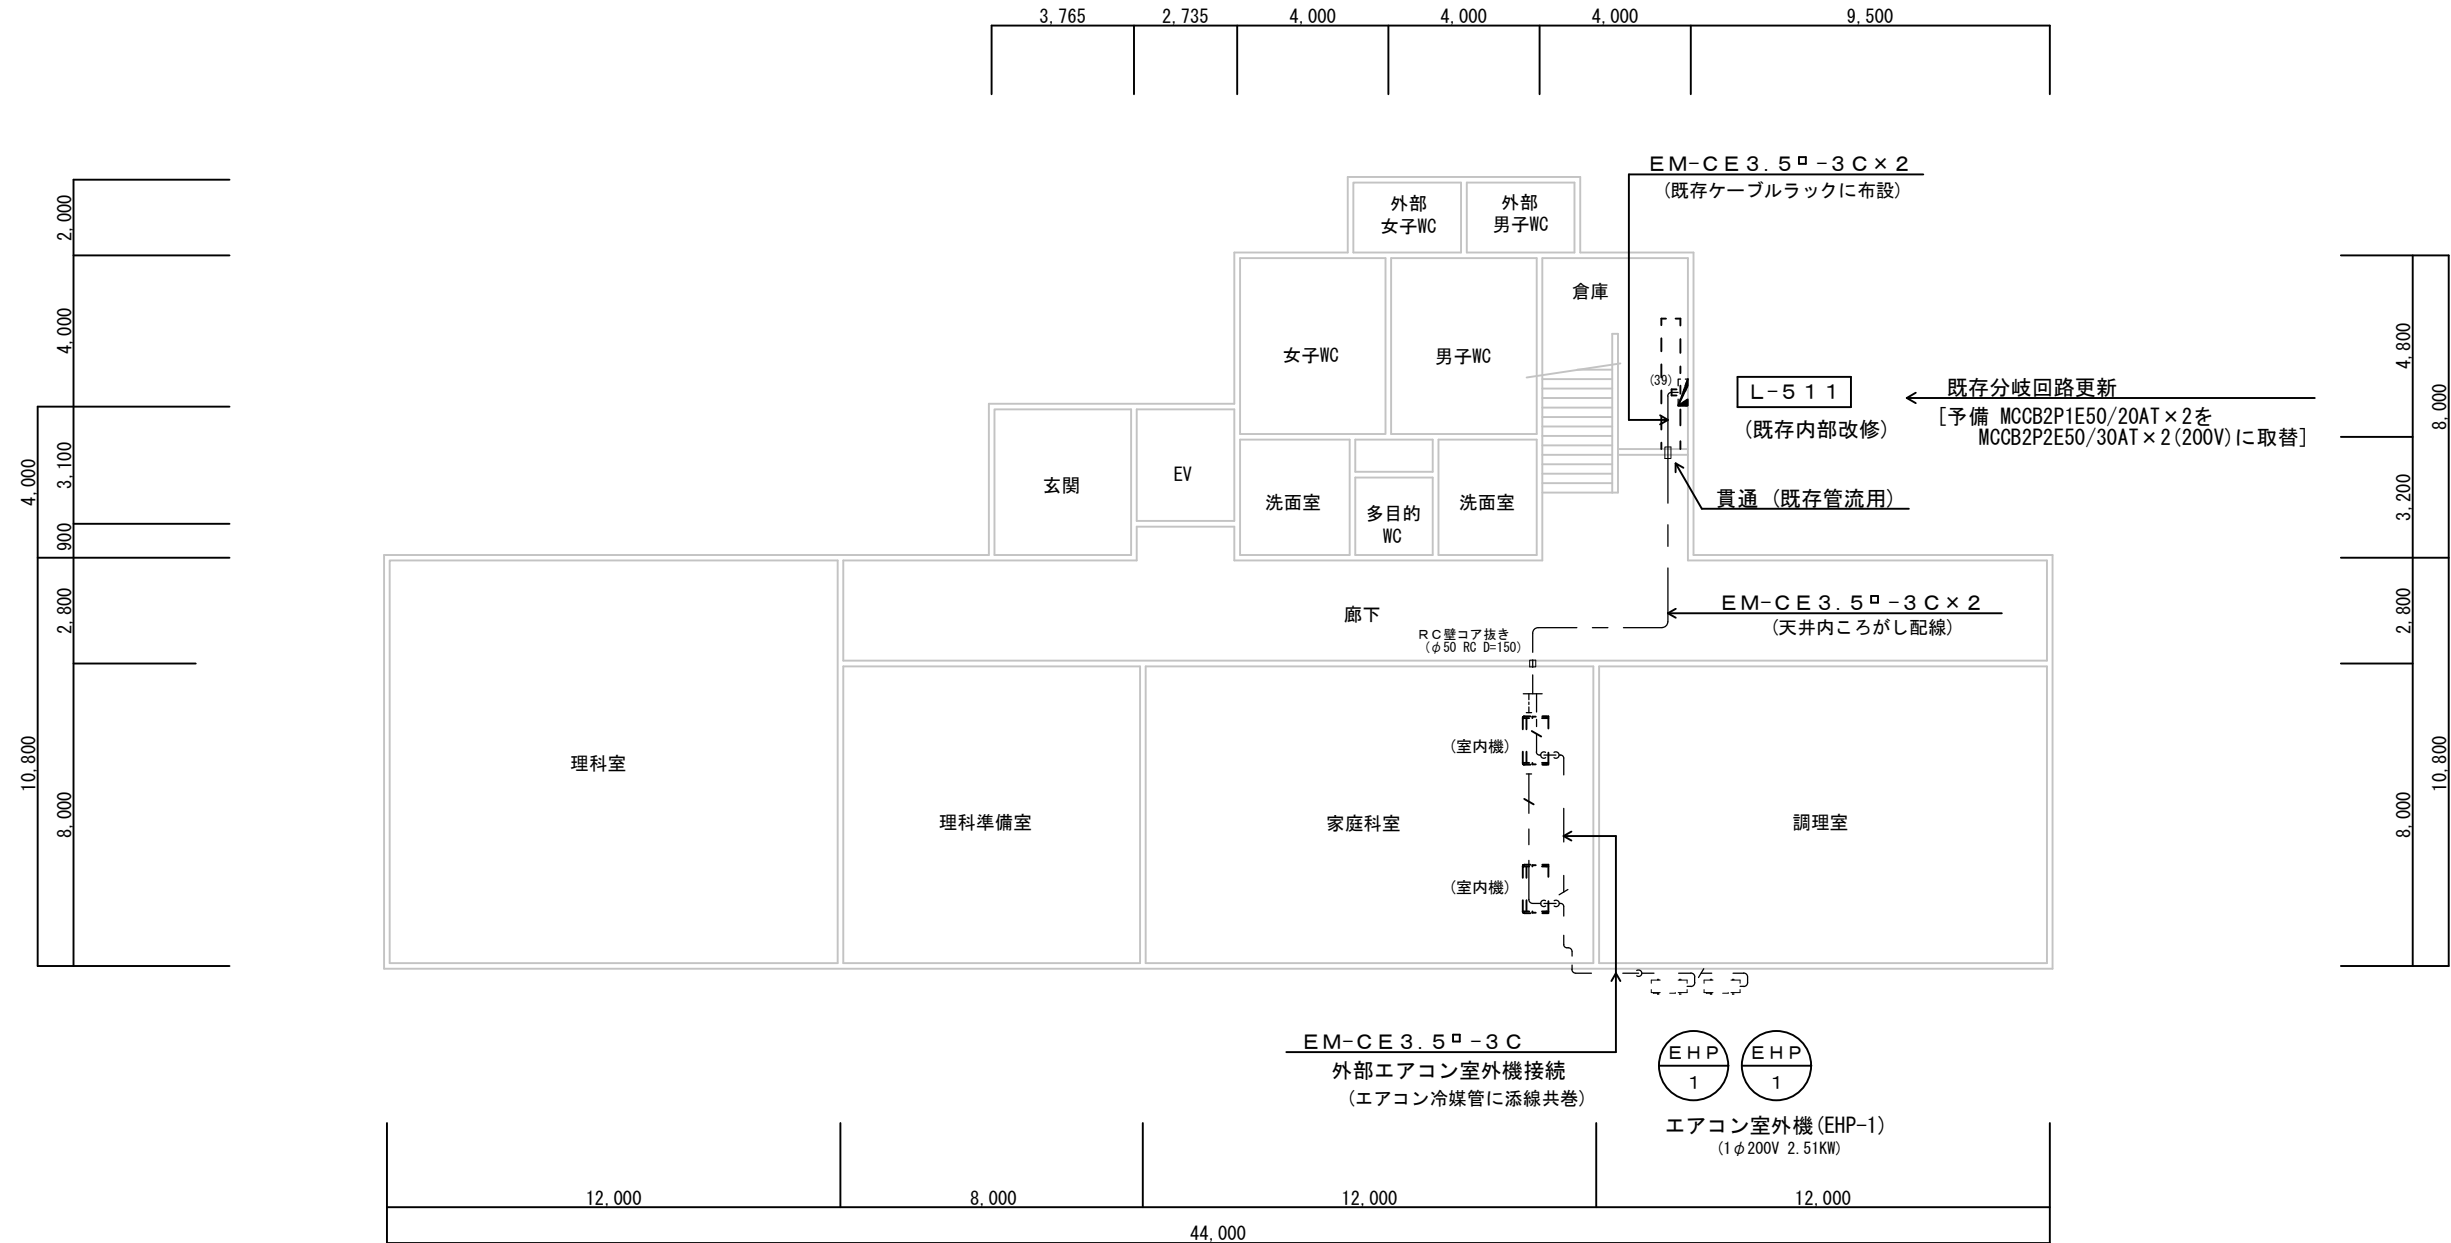 3,765 2,735 4,000 4,000 4,000 9,500
EM-CE3.5□-3C×2
(既存ケーブルラックに布設)
外部
女子WC
外部
男子WC
倉庫
女子WC
男子WC
(39)
L-511
(既存内部改修)
既存分岐回路更新
[予備 MCCB2P1E50/20AT×2を
MCCB2P2E50/30AT×2(200V)に取替]
貫通 (既存管流用)
玄関
EV
洗面室
多目的
WC
洗面室
廊下
RC壁コア抜き
(φ50 RC D=150)
EM-CE3.5□-3C×2
(天井内ころがし配線)
理科室
理科準備室
家庭科室
調理室
(室内機)
(室内機)
EM-CE3.5□-3C
外部エアコン室外機接続
(エアコン冷媒管に添線共巻)
EHP
1
EHP
1
エアコン室外機(EHP-1)
(1φ200V 2.51KW)
2,000
4,000
3,100
900
2,800
8,000
4,000
10,800
4,800
3,200
2,800
8,000
8,000
10,800
12,000 8,000 12,000 12,000
44,000